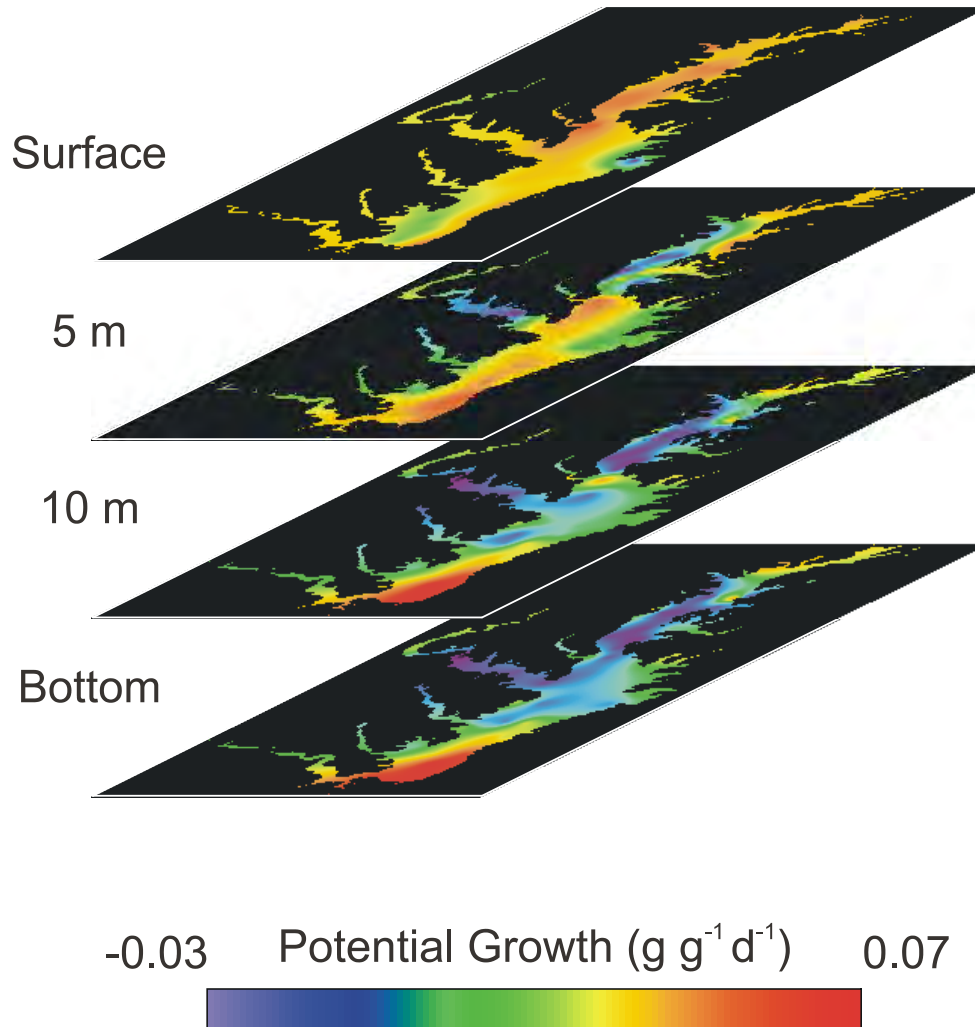 Surface
5 m
10 m
Bottom
-0.03 Potential Growth (g g⁻¹ d⁻¹) 0.07